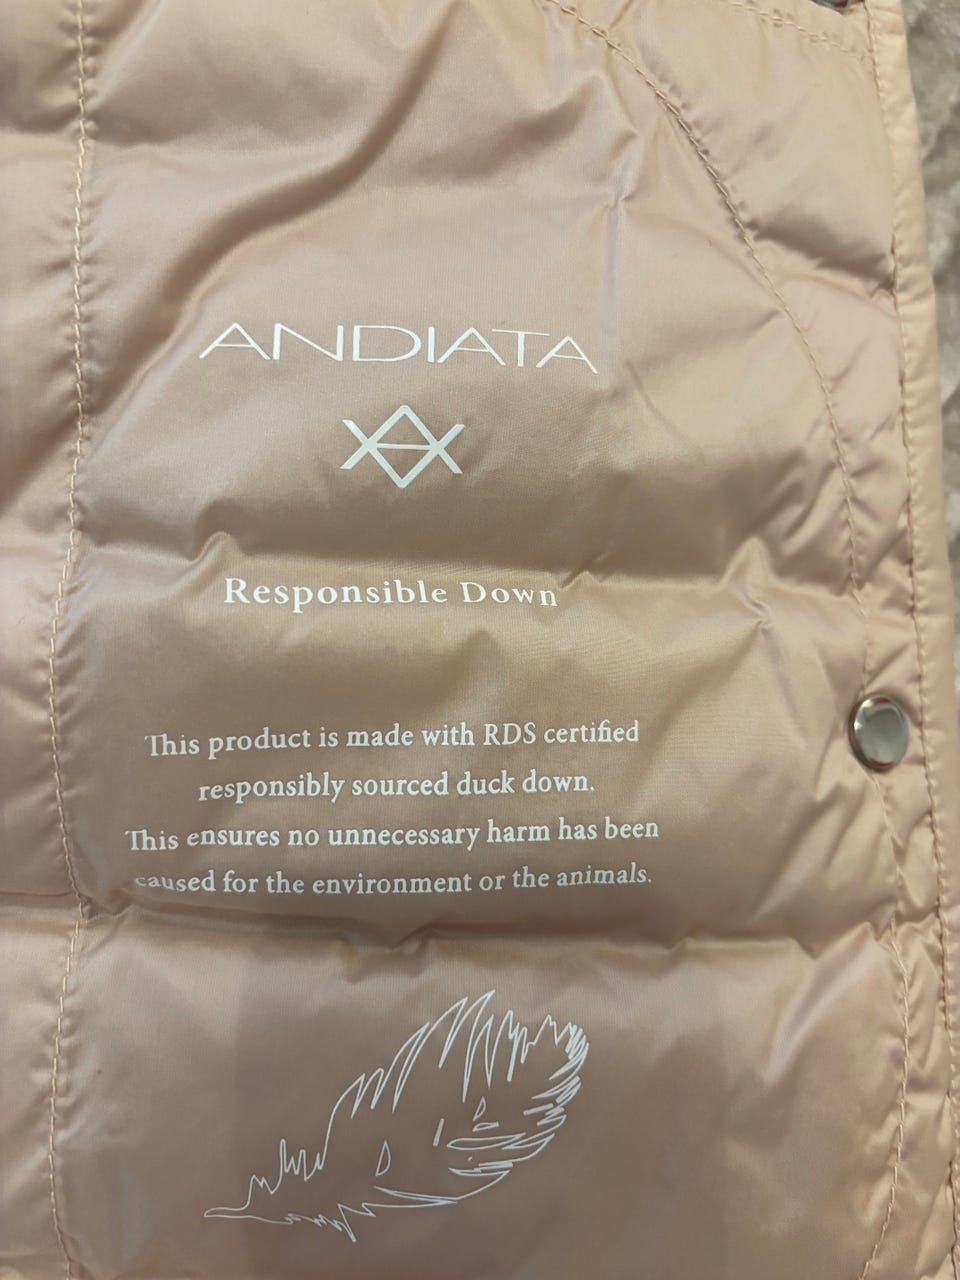 ANDIATA
Responsible Down
This product is made with RDS certified
responsibly sourced duck down.
This ensures no unnecessary harm has been
caused for the environment or the animals.